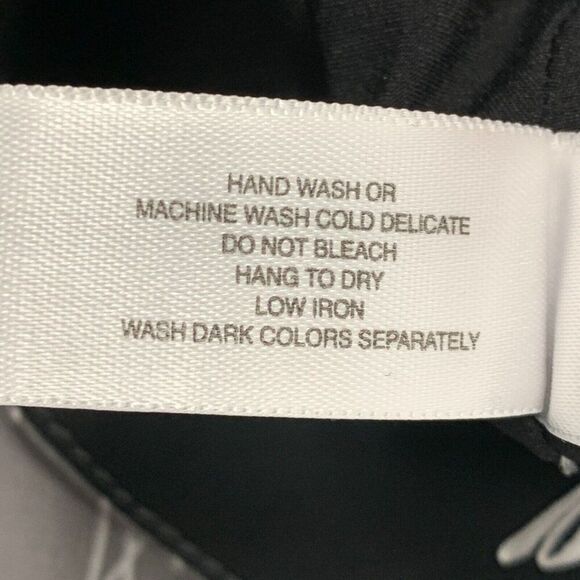 HAND WASH OR
MACHINE WASH COLD DELICATE
DO NOT BLEACH
HANG TO DRY
LOW IRON
WASH DARK COLORS SEPARATELY